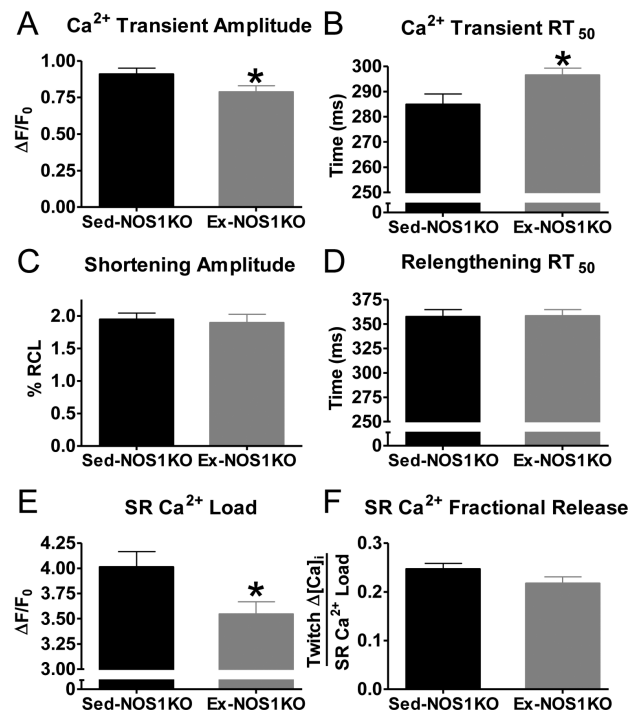 A
Ca²⁺ Transient Amplitude
ΔF/F₀
1.00
0.75
0.50
0.25
0.00
Sed-NOS1KO
Ex-NOS1KO
*
B
Ca²⁺ Transient RT₅₀
Time (ms)
300
290
280
270
260
250
0
Sed-NOS1KO
Ex-NOS1KO
*
C
Shortening Amplitude
% RCL
2.0
1.5
1.0
0.5
0.0
Sed-NOS1KO
Ex-NOS1KO
D
Relengthening RT₅₀
Time (ms)
375
350
325
300
275
250
0
Sed-NOS1KO
Ex-NOS1KO
E
SR Ca²⁺ Load
ΔF/F₀
4.25
4.00
3.75
3.50
3.25
3.00
0
Sed-NOS1KO
Ex-NOS1KO
*
F
SR Ca²⁺ Fractional Release
Twitch Δ[Ca]ᵢ
SR Ca²⁺ Load
0.3
0.2
0.1
0.0
Sed-NOS1KO
Ex-NOS1KO